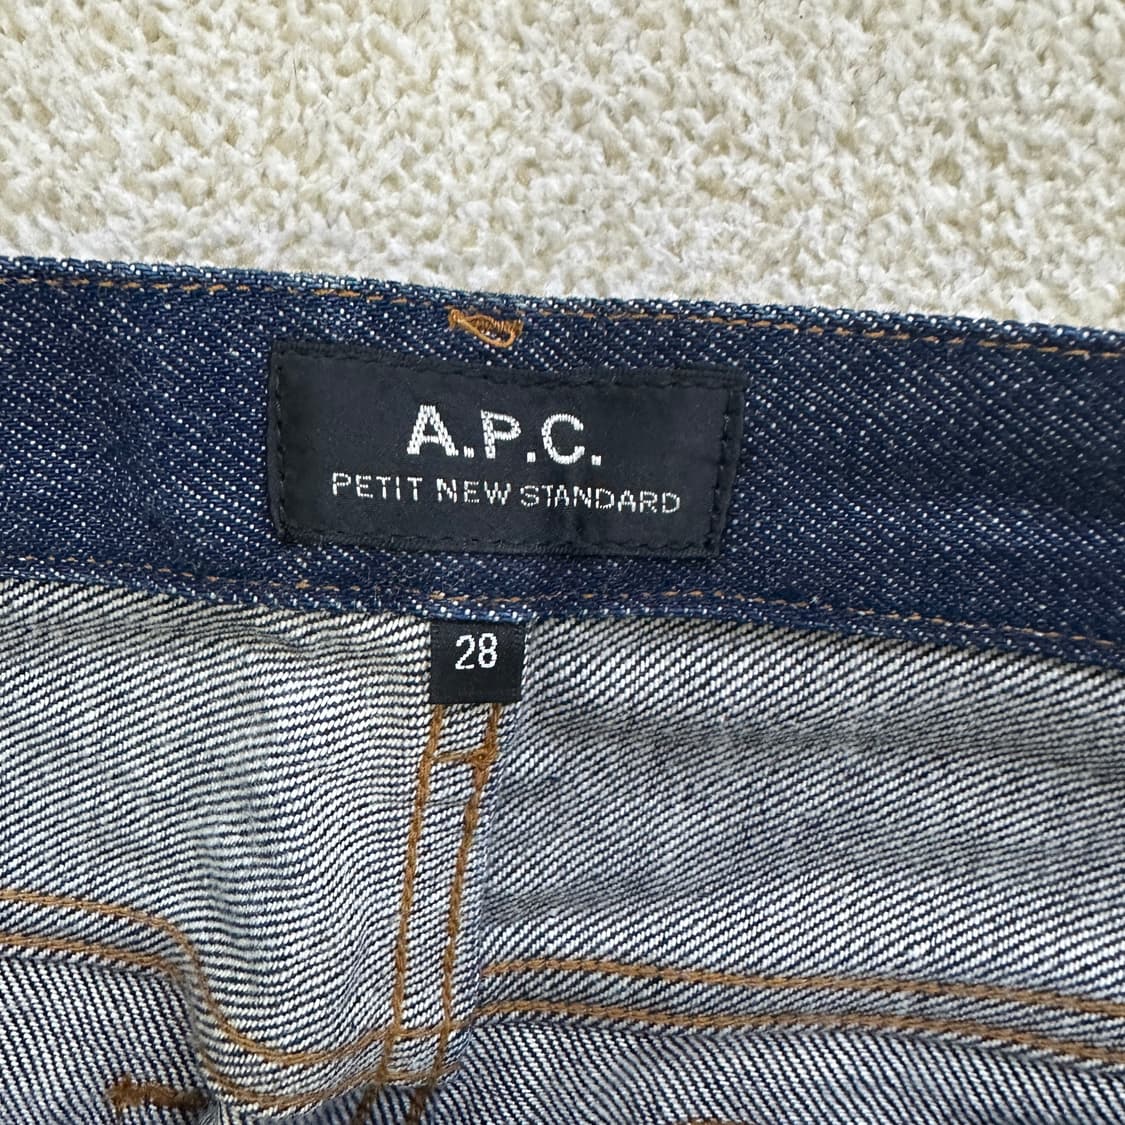 A.P.C.
PETIT NEW STANDARD
28